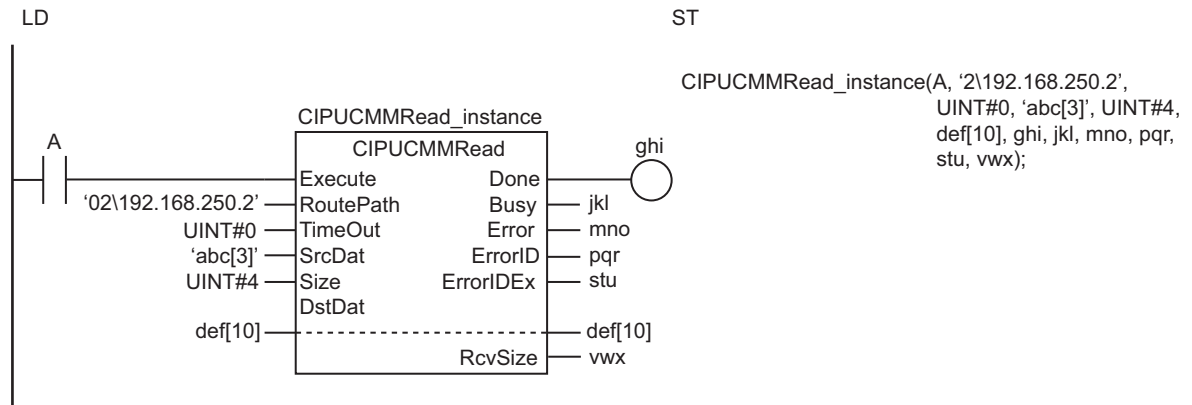 LD
ST
CIPUCMMRead_instance(A, ‘2\192.168.250.2’,
UINT#0, ‘abc[3]’, UINT#4,
def[10], ghi, jkl, mno, pqr,
stu, vwx);
CIPUCMMRead_instance
A
CIPUCMMRead
ghi
Execute Done
‘02\192.168.250.2’ RoutePath Busy jkl
UINT#0 TimeOut Error mno
‘abc[3]’ SrcDat ErrorID pqr
UINT#4 Size ErrorIDEx stu
DstDat
def[10] def[10]
RcvSize vwx